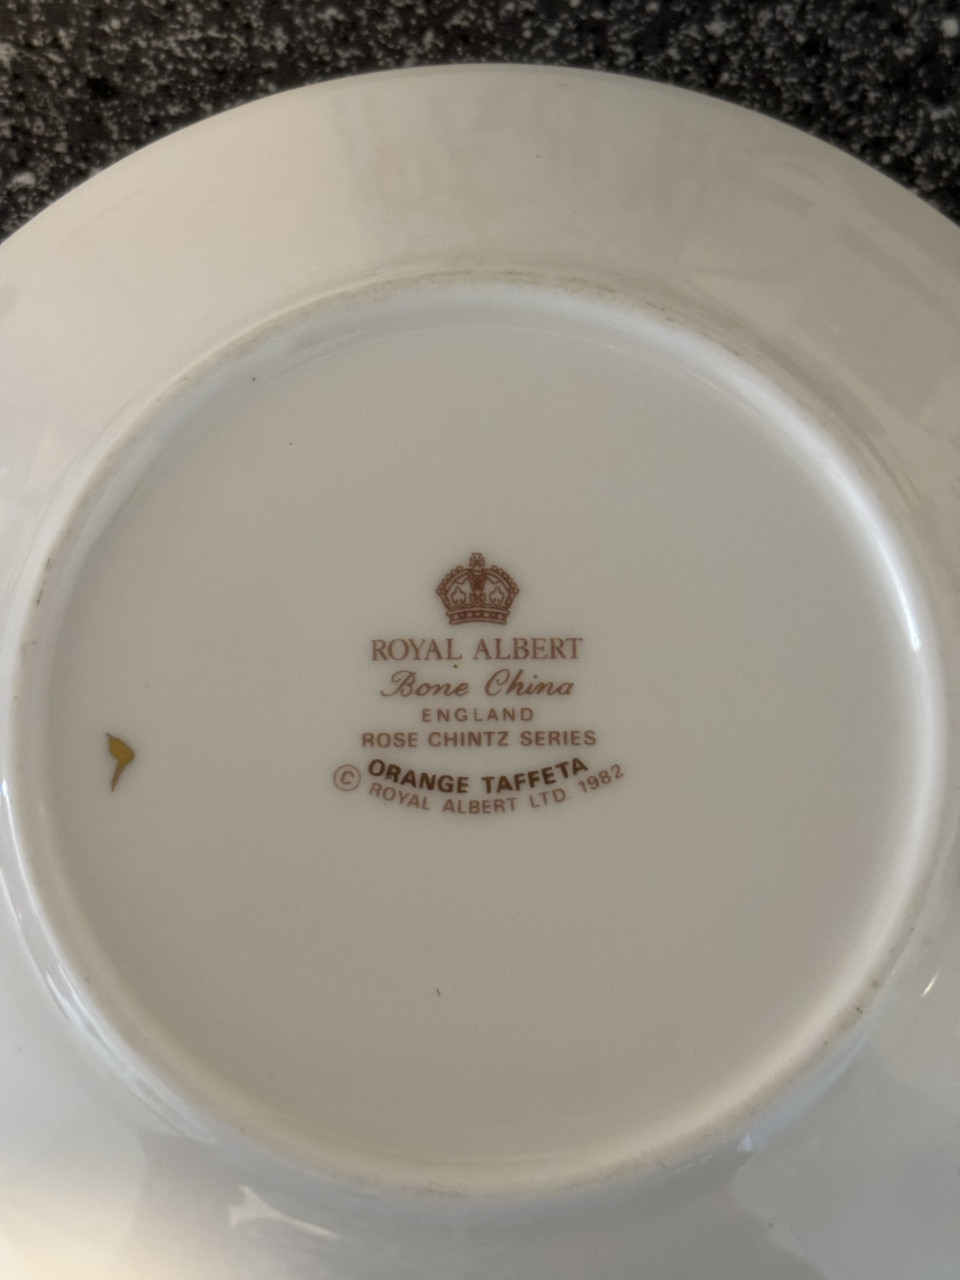 ROYAL ALBERT
Bone China
ENGLAND
ROSE CHINTZ SERIES
ORANGE TAFFETA
© ROYAL ALBERT LTD. 1982